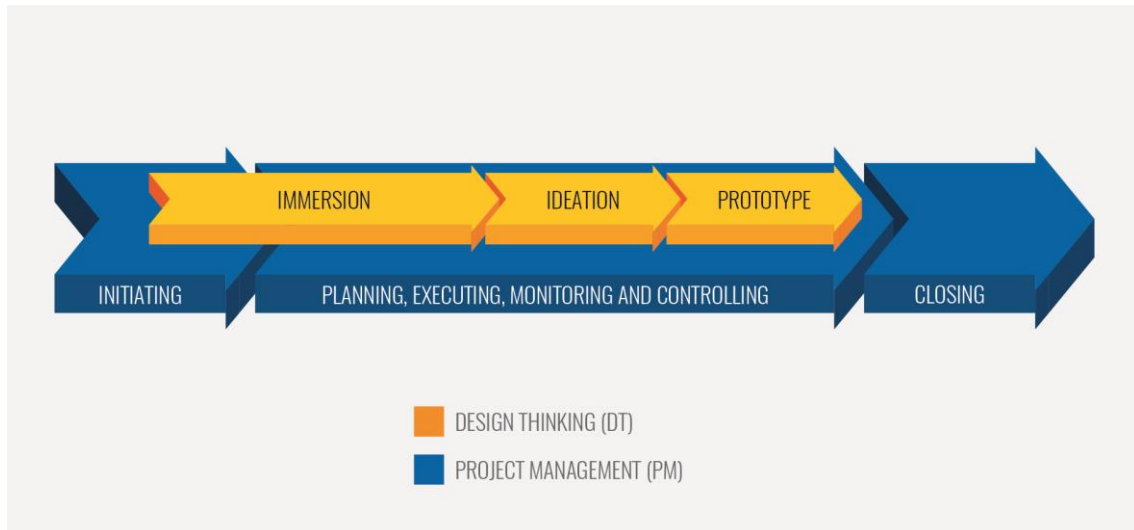 IMMERSION
IDEATION
PROTOTYPE
INITIATING
PLANNING, EXECUTING, MONITORING AND CONTROLLING
CLOSING
DESIGN THINKING (DT)
PROJECT MANAGEMENT (PM)